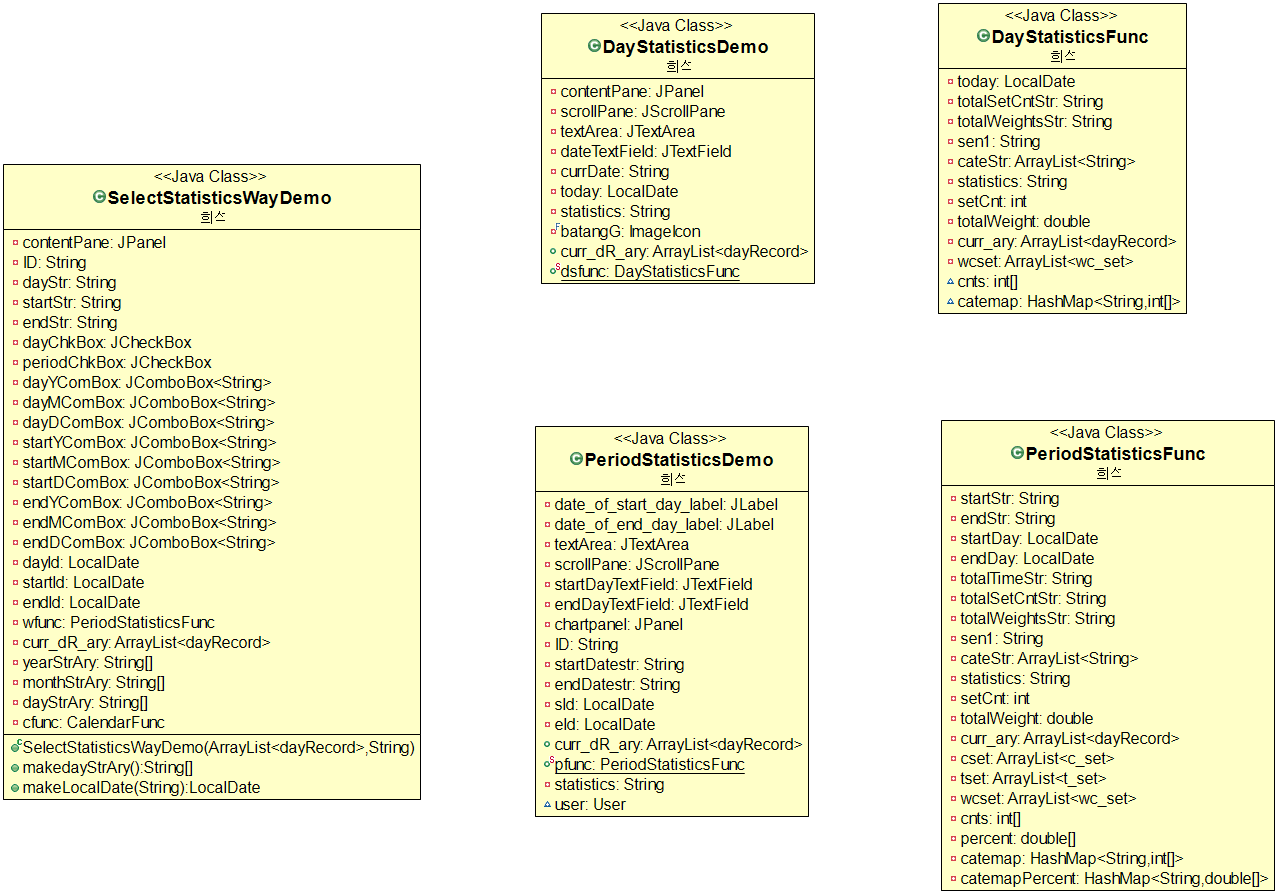 <<Java Class>>
SelectStatisticsWayDemo
희스
contentPane: JPanel
ID: String
dayStr: String
startStr: String
endStr: String
dayChkBox: JCheckBox
periodChkBox: JCheckBox
dayYComBox: JComboBox<String>
dayMComBox: JComboBox<String>
dayDComBox: JComboBox<String>
startYComBox: JComboBox<String>
startMComBox: JComboBox<String>
startDComBox: JComboBox<String>
endYComBox: JComboBox<String>
endMComBox: JComboBox<String>
endDComBox: JComboBox<String>
dayld: LocalDate
startld: LocalDate
endld: LocalDate
wfunc: PeriodStatisticsFunc
curr_dR_ary: ArrayList<dayRecord>
yearStrAry: String[]
monthStrAry: String[]
dayStrAry: String[]
cfunc: CalendarFunc
SelectStatisticsWayDemo(ArrayList<dayRecord>,String)
makedayStrAry():String[]
makeLocalDate(String):LocalDate
<<Java Class>>
DayStatisticsDemo
희스
contentPane: JPanel
scrollPane: JScrollPane
textArea: JTextArea
dateTextField: JTextField
currDate: String
today: LocalDate
statistics: String
batangG: ImageIcon
curr_dR_ary: ArrayList<dayRecord>
dsfunc: DayStatisticsFunc
<<Java Class>>
DayStatisticsFunc
희스
today: LocalDate
totalSetCntStr: String
totalWeightsStr: String
sen1: String
cateStr: ArrayList<String>
statistics: String
setCnt: int
totalWeight: double
curr_ary: ArrayList<dayRecord>
wcset: ArrayList<wc_set>
cnts: int[]
catemap: HashMap<String,int[]>
<<Java Class>>
PeriodStatisticsDemo
희스
date_of_start_day_label: JLabel
date_of_end_day_label: JLabel
textArea: JTextArea
scrollPane: JScrollPane
startDayTextField: JTextField
endDayTextField: JTextField
chartpanel: JPanel
ID: String
startDatestr: String
endDatestr: String
sld: LocalDate
eld: LocalDate
curr_dR_ary: ArrayList<dayRecord>
pfunc: PeriodStatisticsFunc
statistics: String
user: User
<<Java Class>>
PeriodStatisticsFunc
희스
startStr: String
endStr: String
startDay: LocalDate
endDay: LocalDate
totalTimeStr: String
totalSetCntStr: String
totalWeightsStr: String
sen1: String
cateStr: ArrayList<String>
statistics: String
setCnt: int
totalWeight: double
curr_ary: ArrayList<dayRecord>
cset: ArrayList<c_set>
tset: ArrayList<t_set>
wcset: ArrayList<wc_set>
cnts: int[]
percent: double[]
catemap: HashMap<String,int[]>
catemapPercent: HashMap<String,double[]>